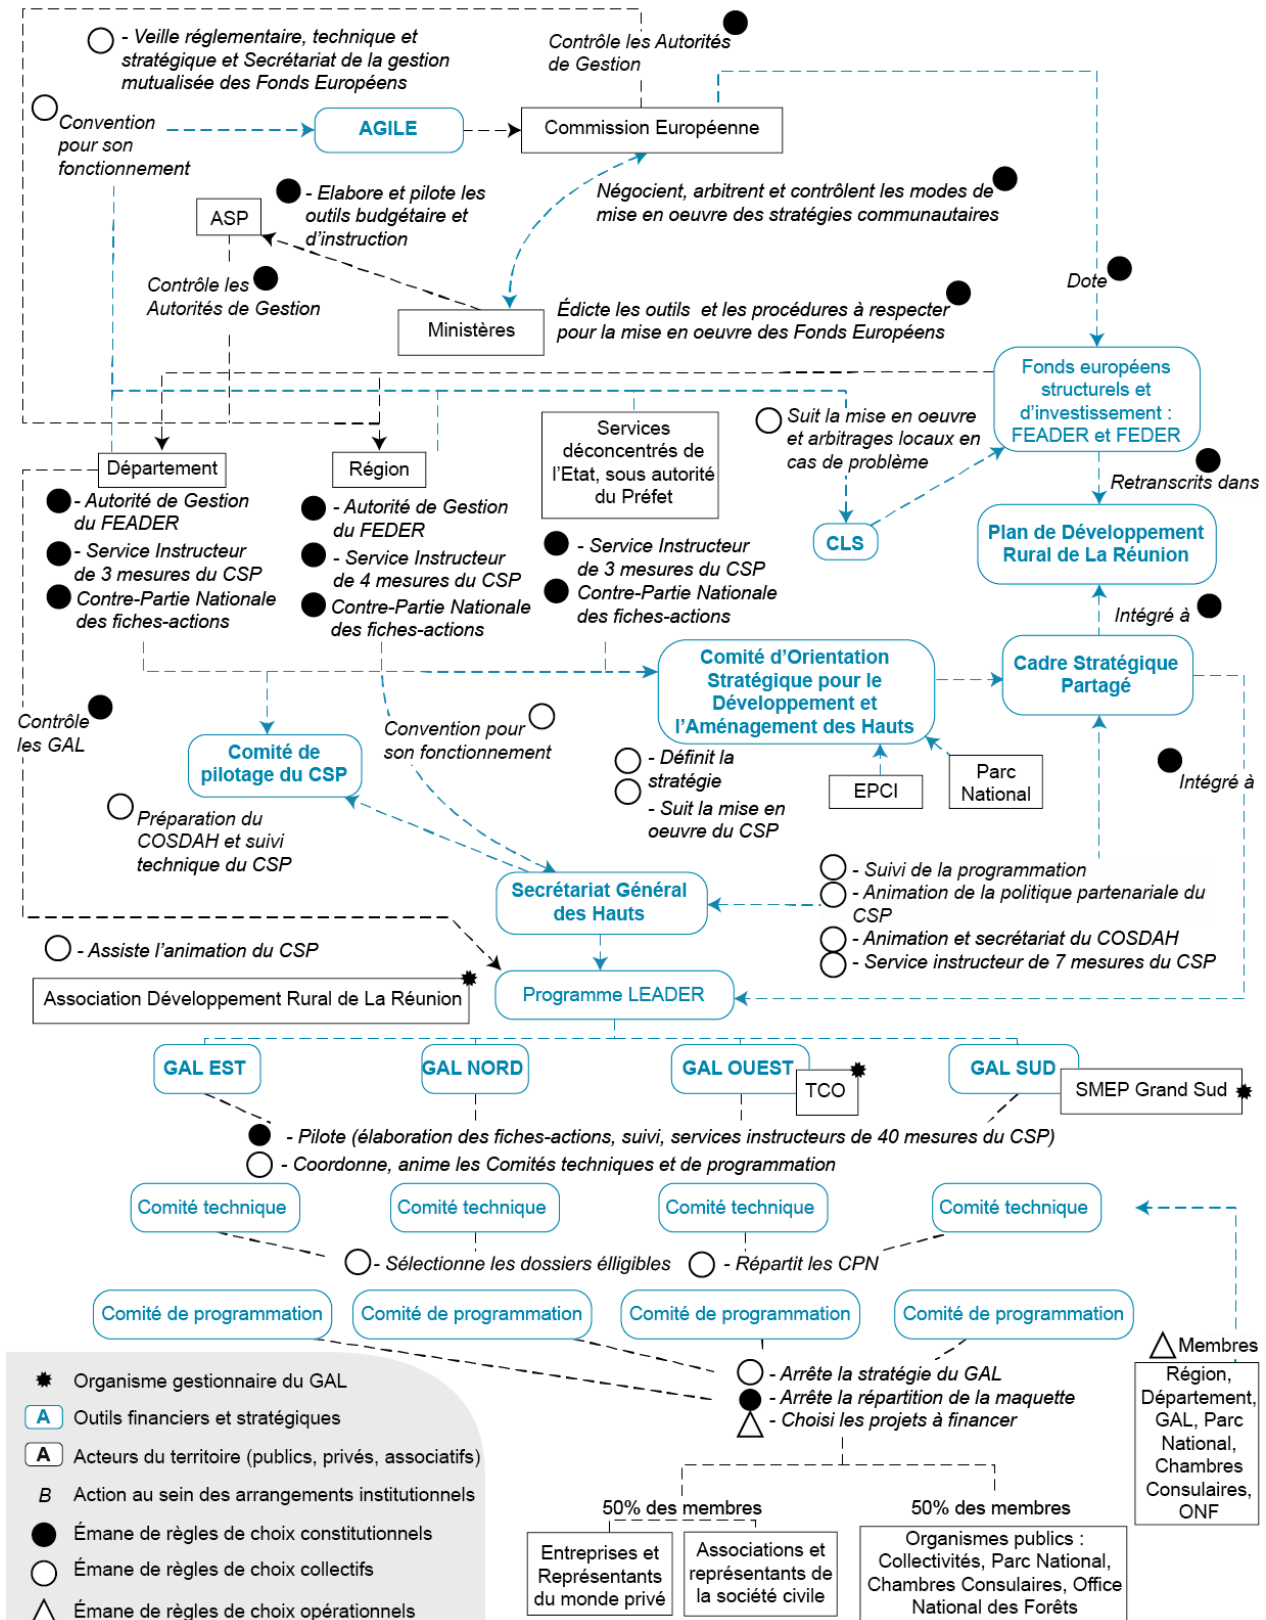 - Veille réglementaire, technique et
stratégique et Secrétariat de la gestion
mutualisée des Fonds Européens
Contrôle les Autorités
de Gestion
Convention
pour son
fonctionnement
AGILE
Commission Européenne
- Elabore et pilote les
outils budgétaire et
d'instruction
Négocient, arbitrent et contrôlent les modes de
mise en oeuvre des stratégies communautaires
ASP
Contrôle les
Autorités de Gestion
Dote
Ministères
Édicte les outils et les procédures à respecter
pour la mise en oeuvre des Fonds Européens
Fonds européens
structurels et
d'investissement :
FEADER et FEDER
Services
déconcentrés de
l'Etat, sous autorité
du Préfet
Suit la mise en oeuvre
et arbitrages locaux en
cas de problème
Département
Région
Retranscrits dans
- Autorité de Gestion
du FEADER
- Service Instructeur
de 3 mesures du CSP
Contre-Partie Nationale
des fiches-actions
- Autorité de Gestion
du FEDER
- Service Instructeur
de 4 mesures du CSP
Contre-Partie Nationale
des fiches-actions
- Service Instructeur
de 3 mesures du CSP
Contre-Partie Nationale
des fiches-actions
CLS
Plan de Développement
Rural de La Réunion
Intégré à
Comité d'Orientation
Stratégique pour le
Développement et
l'Aménagement des Hauts
Cadre Stratégique
Partagé
Contrôle
les GAL
Comité de
pilotage du CSP
Convention pour
son fonctionnement
- Définit la
stratégie
- Suit la mise en
oeuvre du CSP
EPCI
Parc
National
Intégré à
Préparation du
COSDAH et suivi
technique du CSP
Secrétariat Général
des Hauts
- Suivi de la programmation
- Animation de la politique partenariale du
CSP
- Animation et secrétariat du COSDAH
- Service instructeur de 7 mesures du CSP
- Assiste l'animation du CSP
Association Développement Rural de La Réunion
Programme LEADER
GAL EST
GAL NORD
GAL OUEST
TCO
GAL SUD
SMEP Grand Sud
- Pilote (élaboration des fiches-actions, suivi, services instructeurs de 40 mesures du CSP)
- Coordonne, anime les Comités techniques et de programmation
Comité technique
Comité technique
Comité technique
Comité technique
- Sélectionne les dossiers élligibles
- Répartit les CPN
Comité de programmation
Comité de programmation
Comité de programmation
Comité de programmation
Membres
Région,
Département,
GAL, Parc
National,
Chambres
Consulaires,
ONF
- Arrête la stratégie du GAL
- Arrête la répartition de la maquette
- Choisi les projets à financer
50% des membres
50% des membres
Entreprises et
Représentants
du monde privé
Associations et
représentants de
la société civile
Organismes publics :
Collectivités, Parc National,
Chambres Consulaires, Office
National des Forêts
Organisme gestionnaire du GAL
A Outils financiers et stratégiques
A Acteurs du territoire (publics, privés, associatifs)
B Action au sein des arrangements institutionnels
Émane de règles de choix constitutionnels
Émane de règles de choix collectifs
Émane de règles de choix opérationnels